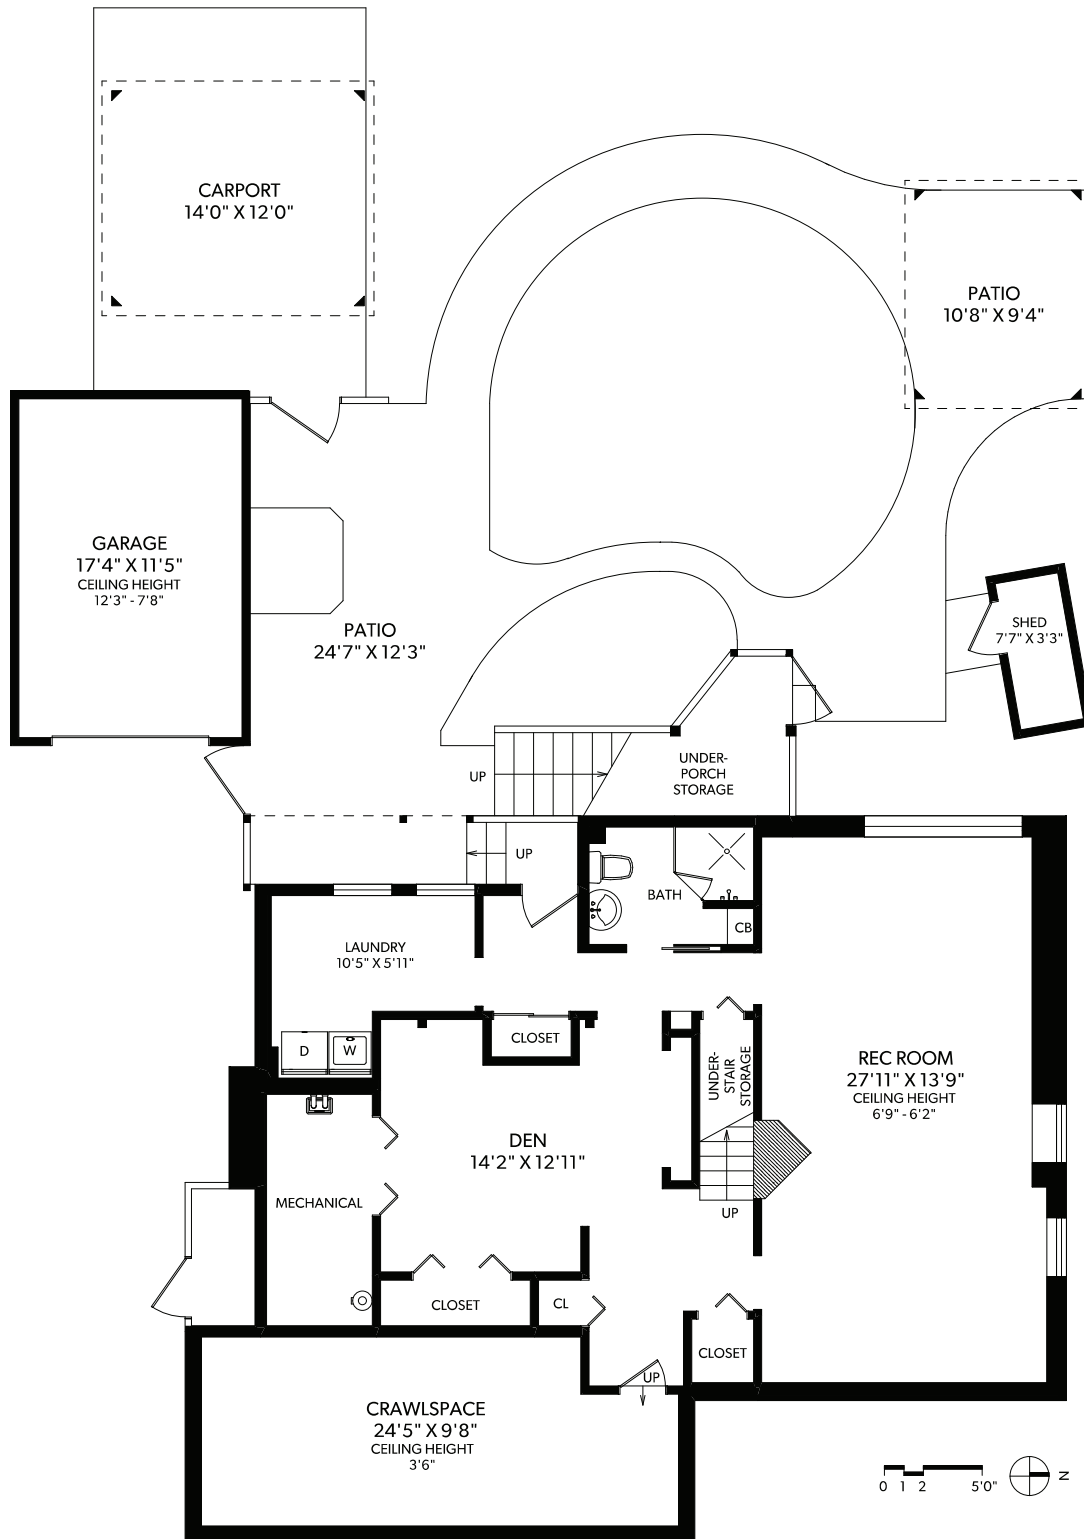 CARPORT
14'0" X 12'0"
PATIO
10'8" X 9'4"
GARAGE
17'4" X 11'5"
CEILING HEIGHT
12'3" - 7'8"
PATIO
24'7" X 12'3"
SHED
7'7" X 3'3"
UP
UNDER-
PORCH
STORAGE
UP
BATH
CB
LAUNDRY
10'5" X 5'11"
D
W
CLOSET
UNDER-
STAIR
STORAGE
REC ROOM
27'11" X 13'9"
CEILING HEIGHT
6'9" - 6'2"
DEN
14'2" X 12'11"
MECHANICAL
UP
CLOSET
CL
CLOSET
UP
CRAWLSPACE
24'5" X 9'8"
CEILING HEIGHT
3'6"
0 1 2 5'0"
N